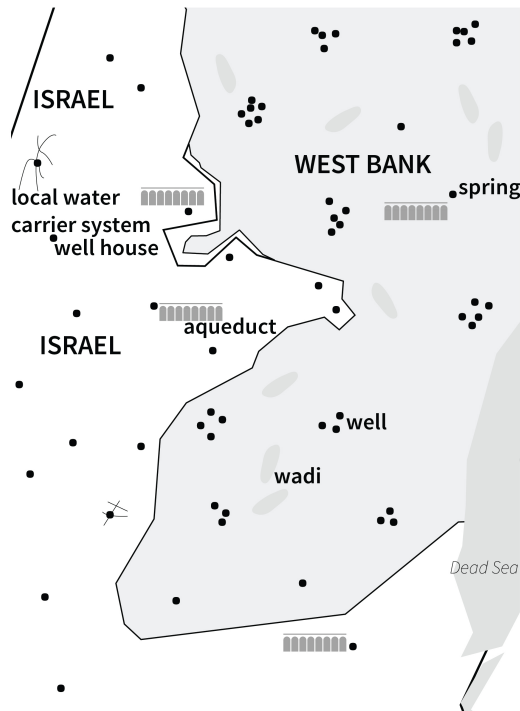 ISRAEL
WEST BANK
spring
local water
carrier system
well house
aqueduct
ISRAEL
well
wadi
Dead Sea